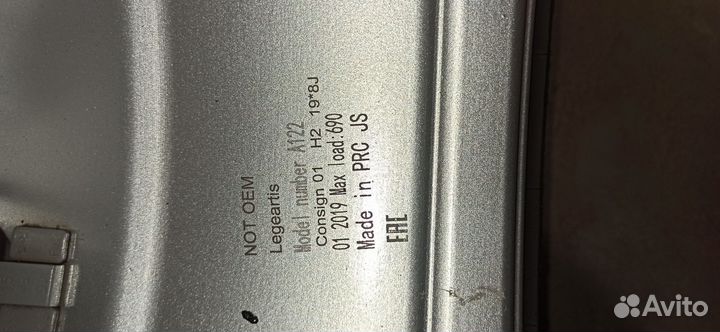 NOT OEM
Legeartis
Model number A122
Consign 01 H2 19*8J
01 2019 Max load:690
Made in PRC JS
EAC
Avito